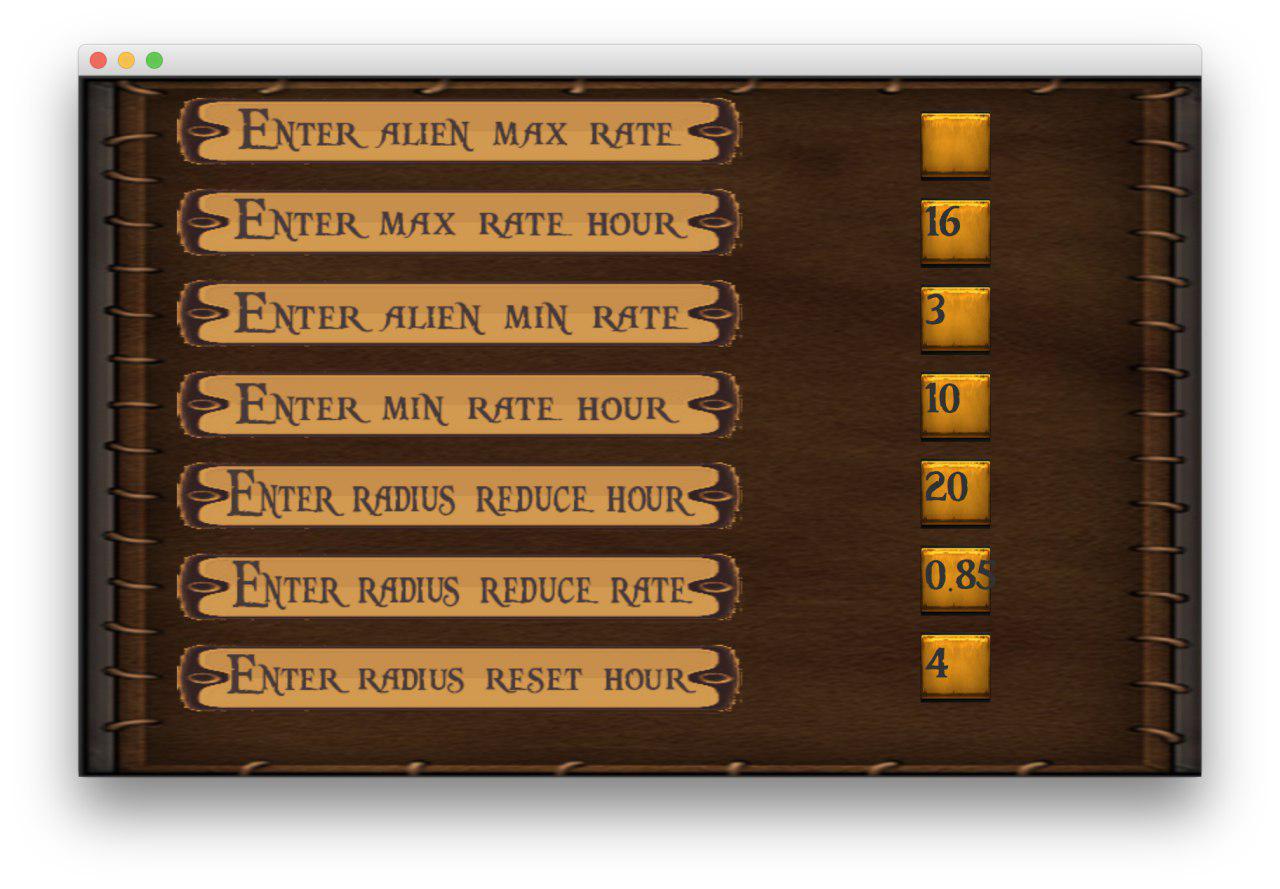 ENTER ALIEN MAX RATE
ENTER MAX RATE HOUR 16
ENTER ALIEN MIN RATE 3
ENTER MIN RATE HOUR 10
ENTER RADIUS REDUCE HOUR 20
ENTER RADIUS REDUCE RATE 0.85
ENTER RADIUS RESET HOUR 4